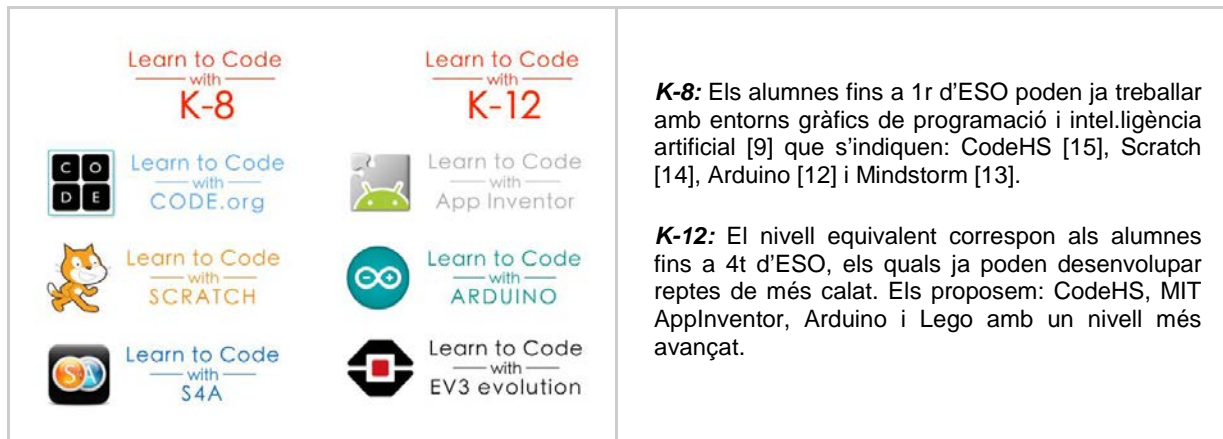 Learn to Code
with
K-8
Learn to Code
with
K-12
C O
D E
Learn to Code
with
CODE.org
Learn to Code
with
App Inventor
Learn to Code
with
SCRATCH
Learn to Code
with
ARDUINO
SA
Learn to Code
with
S4A
Learn to Code
with
EV3 evolution
K-8: Els alumnes fins a 1r d’ESO poden ja treballar
amb entorns gràfics de programació i intel.ligència
artificial [9] que s’indiquen: CodeHS [15], Scratch
[14], Arduino [12] i Mindstorm [13].
K-12: El nivell equivalent correspon als alumnes
fins a 4t d’ESO, els quals ja poden desenvolupar
reptes de més calat. Els proposem: CodeHS, MIT
AppInventor, Arduino i Lego amb un nivell més
avançat.